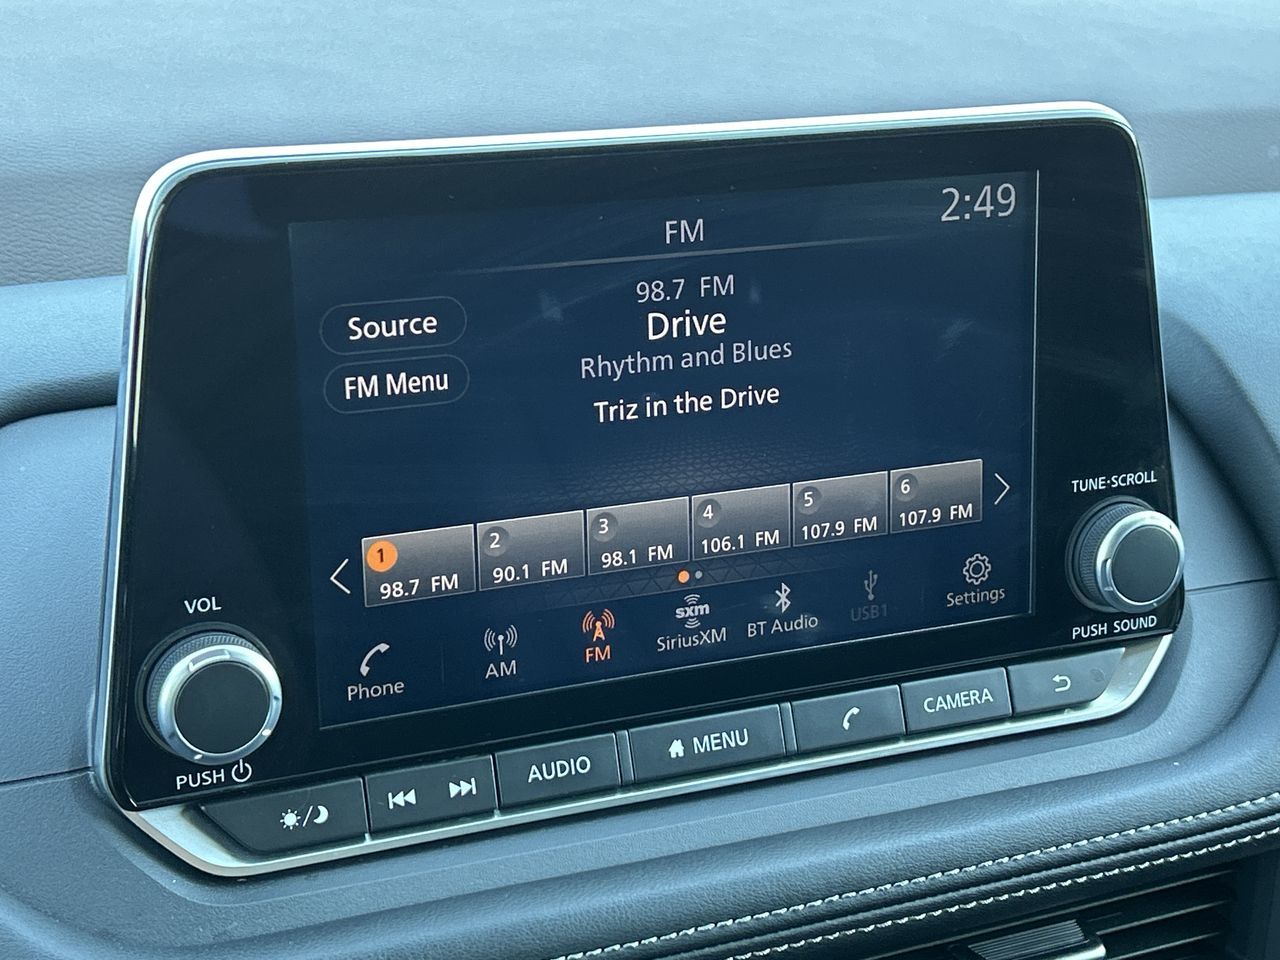 2:49
FM
98.7 FM
Drive
Rhythm and Blues
Triz in the Drive
Source
FM Menu
1
98.7 FM
2
90.1 FM
3
98.1 FM
4
106.1 FM
5
107.9 FM
6
107.9 FM
Phone
AM
FM
sxm
SiriusXM
BT Audio
USB1
Settings
VOL
PUSH
TUNE·SCROLL
PUSH SOUND
AUDIO
MENU
CAMERA